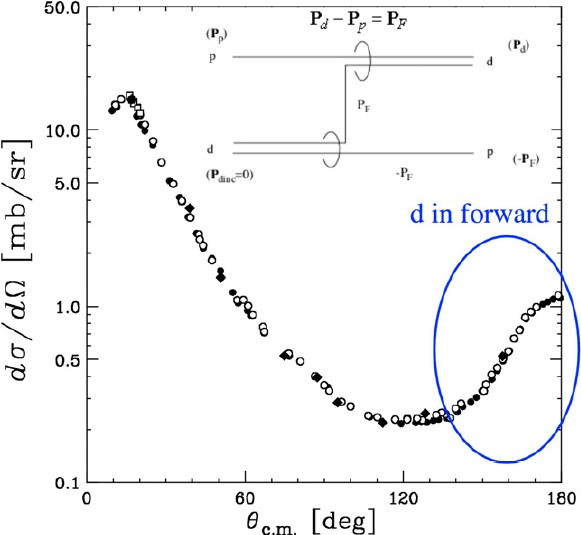 50.0
P_d − P_p = P_F
(P_p)
p
(P_d)
d
10.0
P_F
d
p
5.0
(P_dinc=0)
-P_F
(-P_F)
d in forward
1.0
0.5
0.1
0
60
120
180
dσ/dΩ [mb/sr]
θ_c.m. [deg]